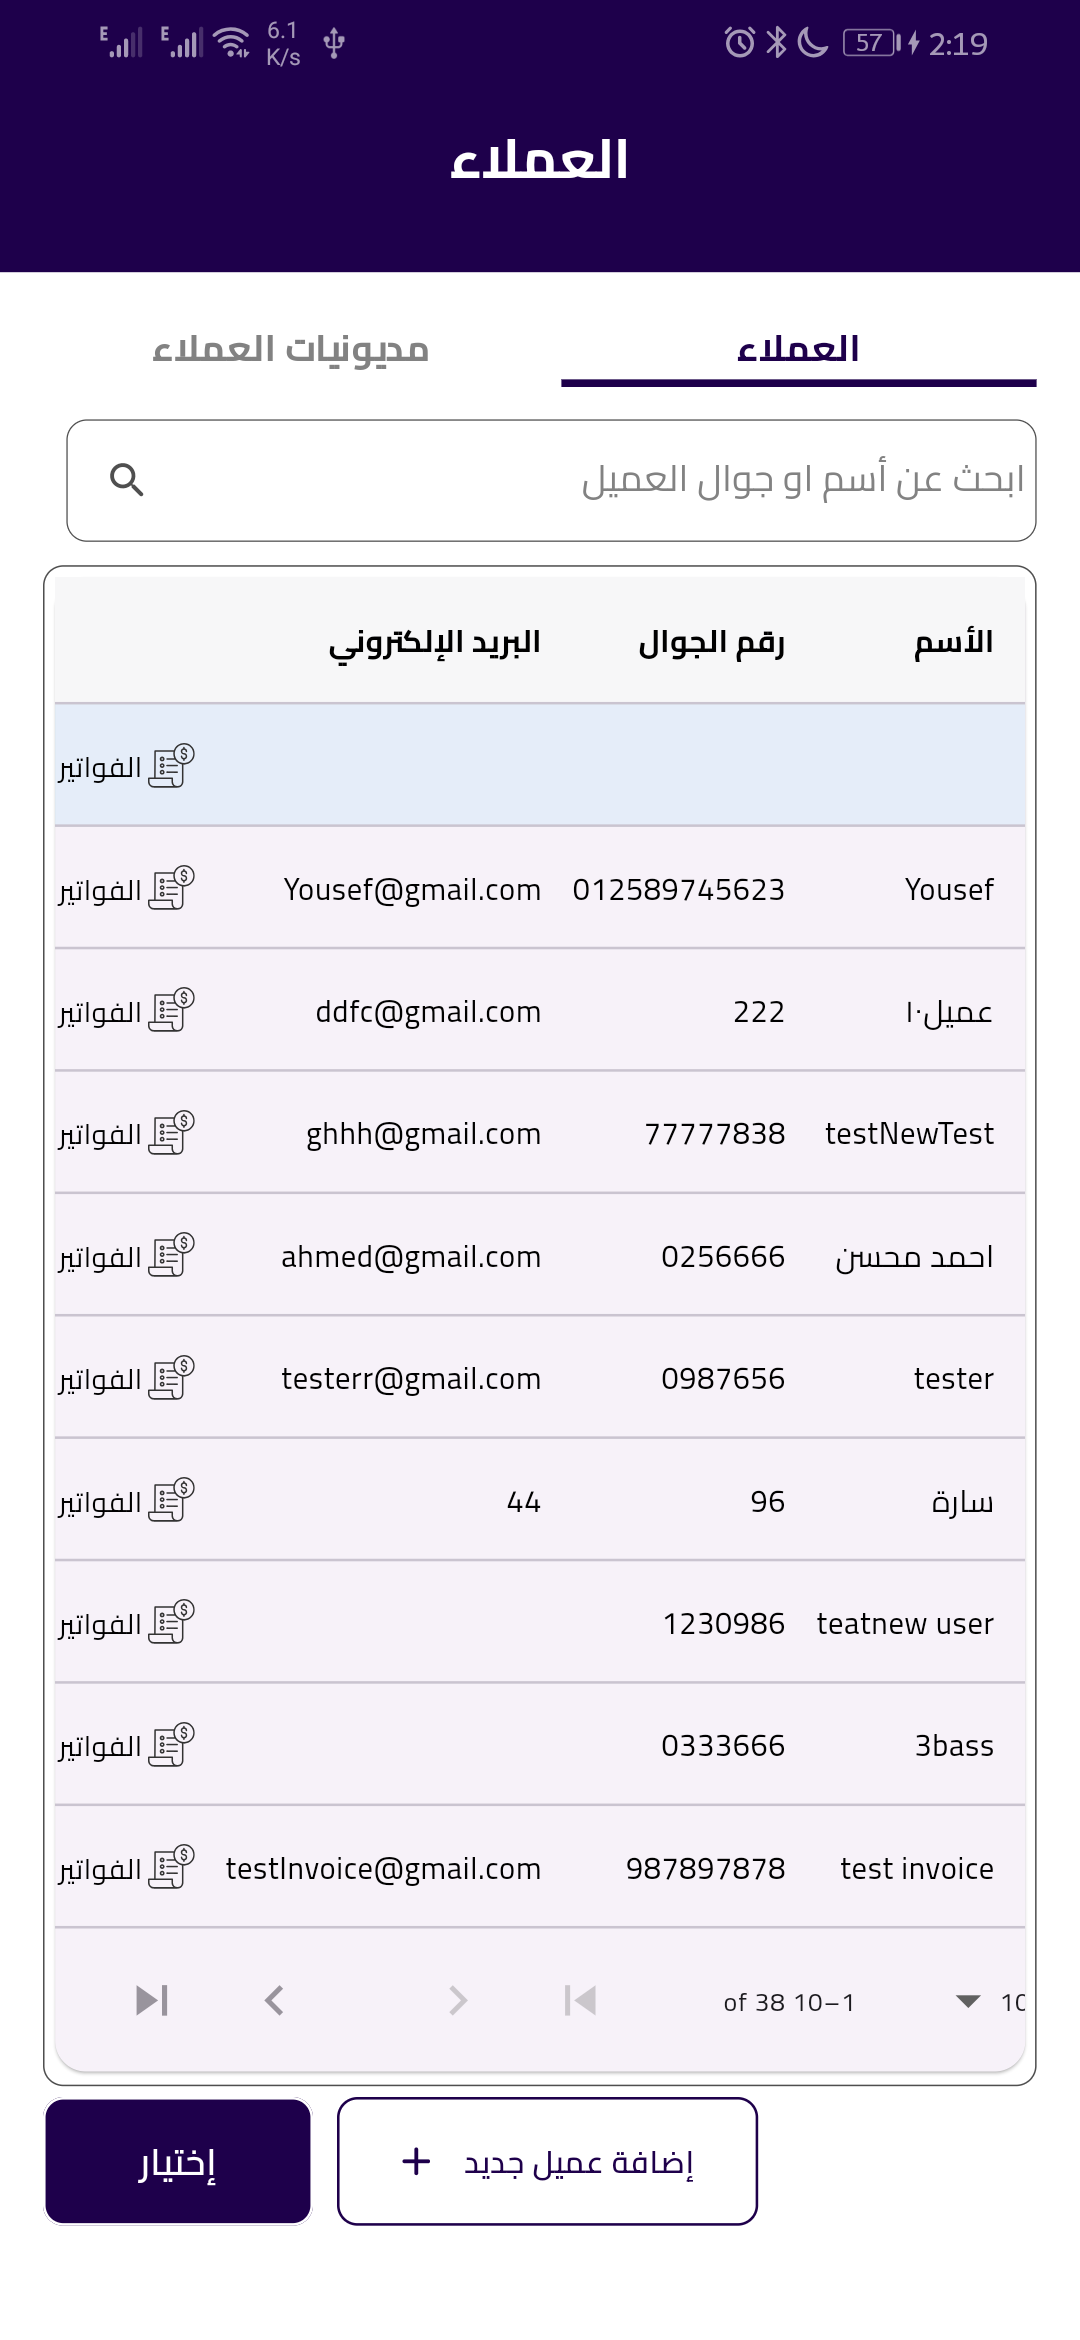 6.1 K/s 57 2:19
العملاء
العملاء مديونيات العملاء
ابحث عن أسم او جوال العميل
الأسم رقم الجوال البريد الإلكتروني
الفواتير
Yousef 012589745623 Yousef@gmail.com الفواتير
عميل١٠ 222 ddfc@gmail.com الفواتير
testNewTest 77777838 ghhh@gmail.com الفواتير
احمد محسن 0256666 ahmed@gmail.com الفواتير
tester 0987656 testerr@gmail.com الفواتير
سارة 96 44 الفواتير
teatnew user 1230986 الفواتير
3bass 0333666 الفواتير
test invoice 987897878 testInvoice@gmail.com الفواتير
10 1–10 of 38
إضافة عميل جديد +
إختيار